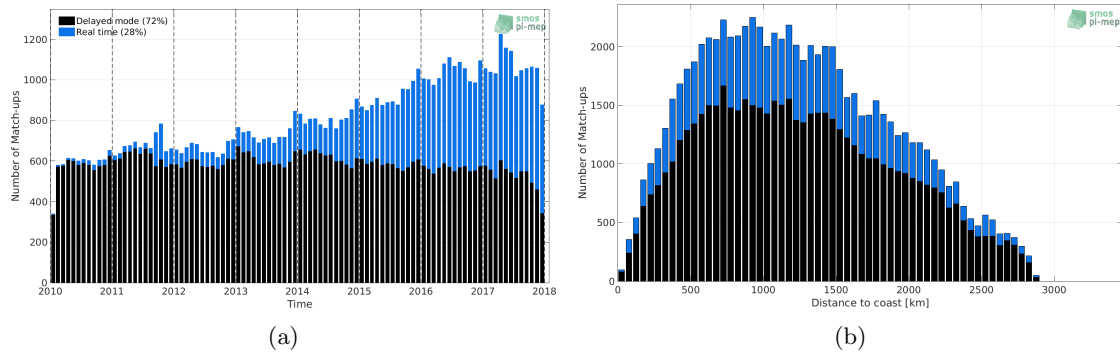 Delayed mode (72%)
Real time (28%)
smos
pi-mep
Number of Match-ups
1200
1000
800
600
400
200
0
2010 2011 2012 2013 2014 2015 2016 2017 2018
Time
(a)
smos
pi-mep
Number of Match-ups
2000
1500
1000
500
0
0 500 1000 1500 2000 2500 3000
Distance to coast [km]
(b)